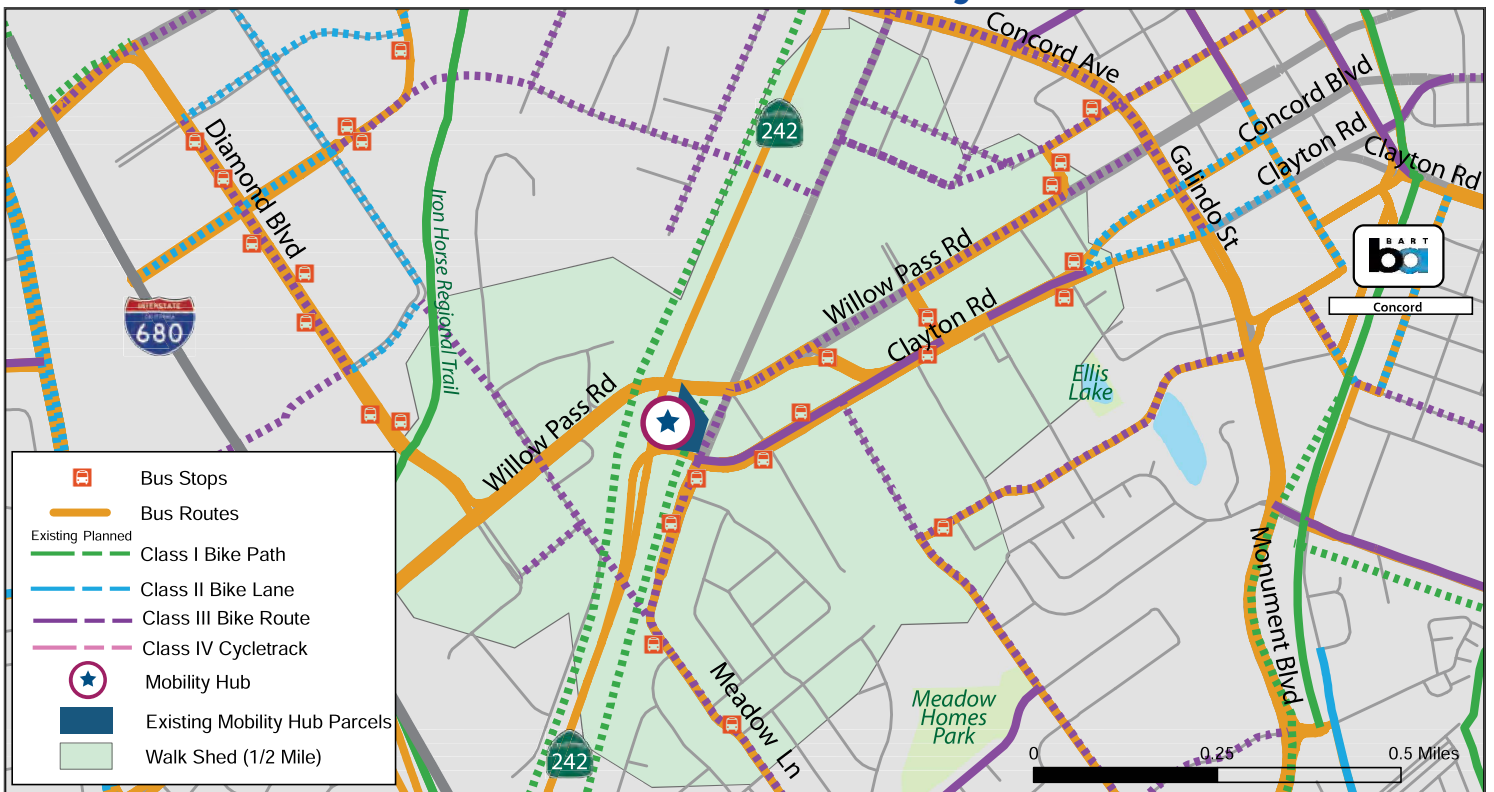 Concord Ave
242
Concord Blvd
Clayton Rd
Clayton Rd
Diamond Blvd
Galindo St
Iron Horse Regional Trail
Willow Pass Rd
BART
ba
Concord
INTERSTATE
CALIFORNIA
680
Clayton Rd
Ellis
Lake
Willow Pass Rd
Bus Stops
Bus Routes
Existing Planned
Class I Bike Path
Class II Bike Lane
Class III Bike Route
Class IV Cycletrack
Mobility Hub
Existing Mobility Hub Parcels
Walk Shed (1/2 Mile)
Monument Blvd
Meadow Ln
Meadow
Homes
Park
242
0 0.25 0.5 Miles